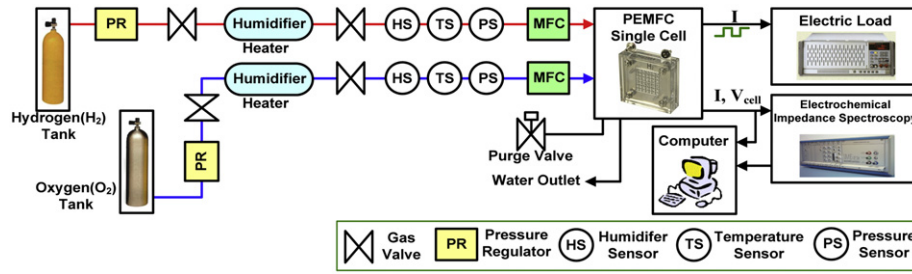 PR
Humidifier
Heater
HS
TS
PS
MFC
PEMFC
Single Cell
I
Electric Load
Hydrogen(H2)
Tank
Humidifier
Heater
HS
TS
PS
MFC
I, Vcell
Electrochemical
Impedance Spectroscopy
Oxygen(O2)
Tank
PR
Purge Valve
Water Outlet
Computer
Gas
Valve
PR
Pressure
Regulator
HS
Humidifer
Sensor
TS
Temperature
Sensor
PS
Pressure
Sensor